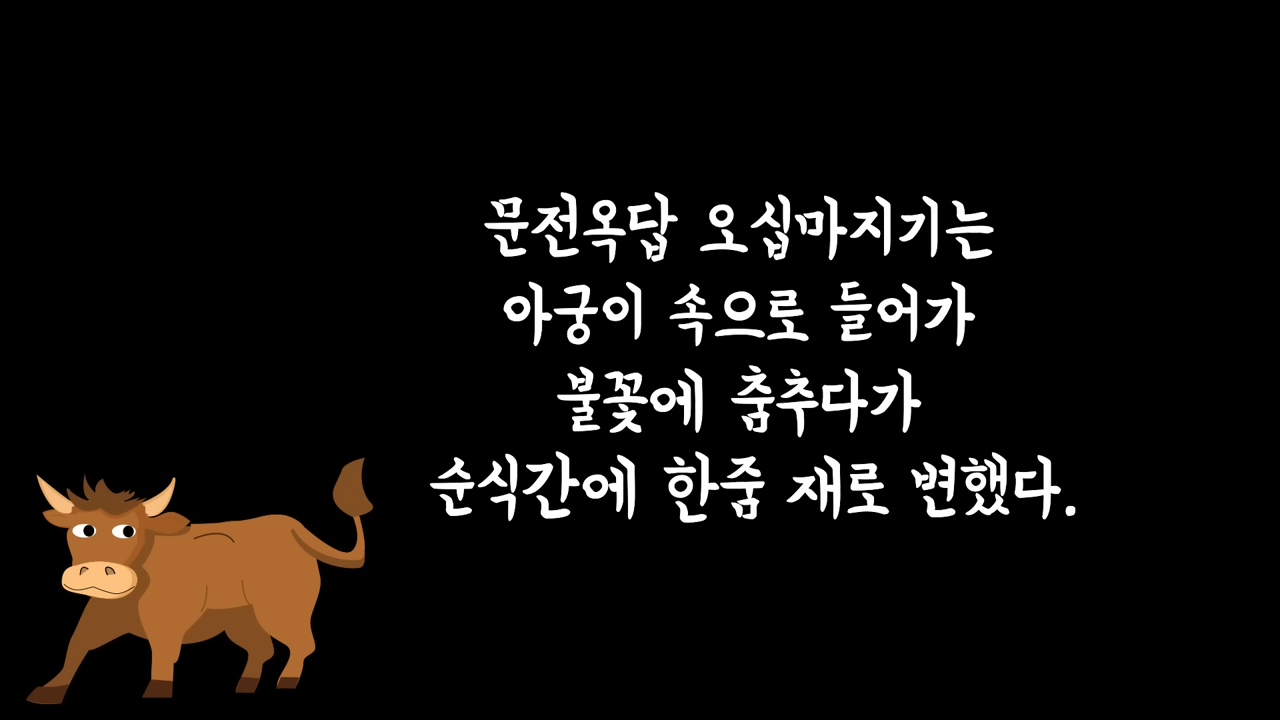 문전옥답 오십마지기는
아궁이 속으로 들어가
불꽃에 춤추다가
순식간에 한줌 재로 변했다.